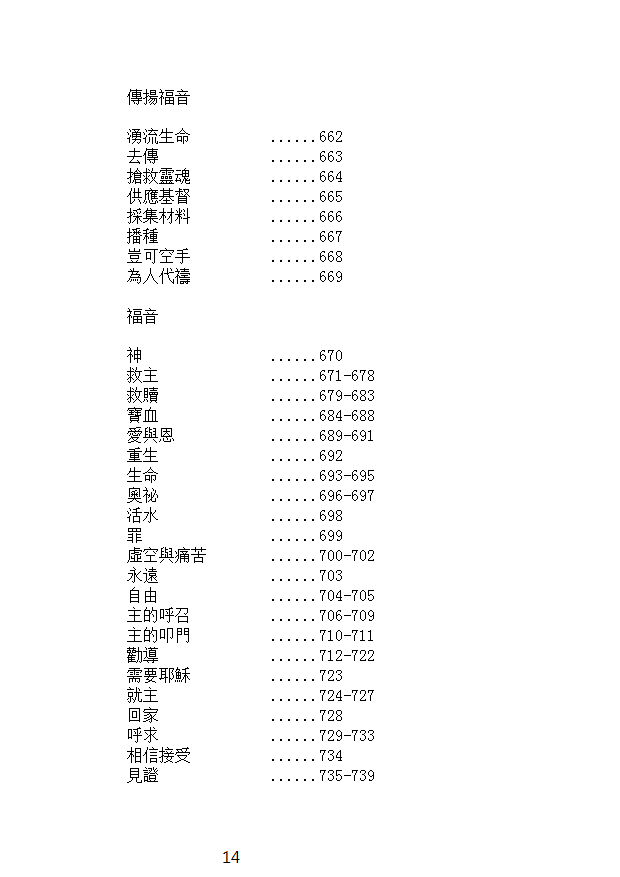 傳揚福音
湧流生命 ......662
去傳 ......663
搶救靈魂 ......664
供應基督 ......665
採集材料 ......666
播種 ......667
豈可空手 ......668
為人代禱 ......669
福音
神 ......670
救主 ......671-678
救贖 ......679-683
寶血 ......684-688
愛與恩 ......689-691
重生 ......692
生命 ......693-695
奧祕 ......696-697
活水 ......698
罪 ......699
虛空與痛苦 ......700-702
永遠 ......703
自由 ......704-705
主的呼召 ......706-709
主的叩門 ......710-711
勸導 ......712-722
需要耶穌 ......723
就主 ......724-727
回家 ......728
呼求 ......729-733
相信接受 ......734
見證 ......735-739
14